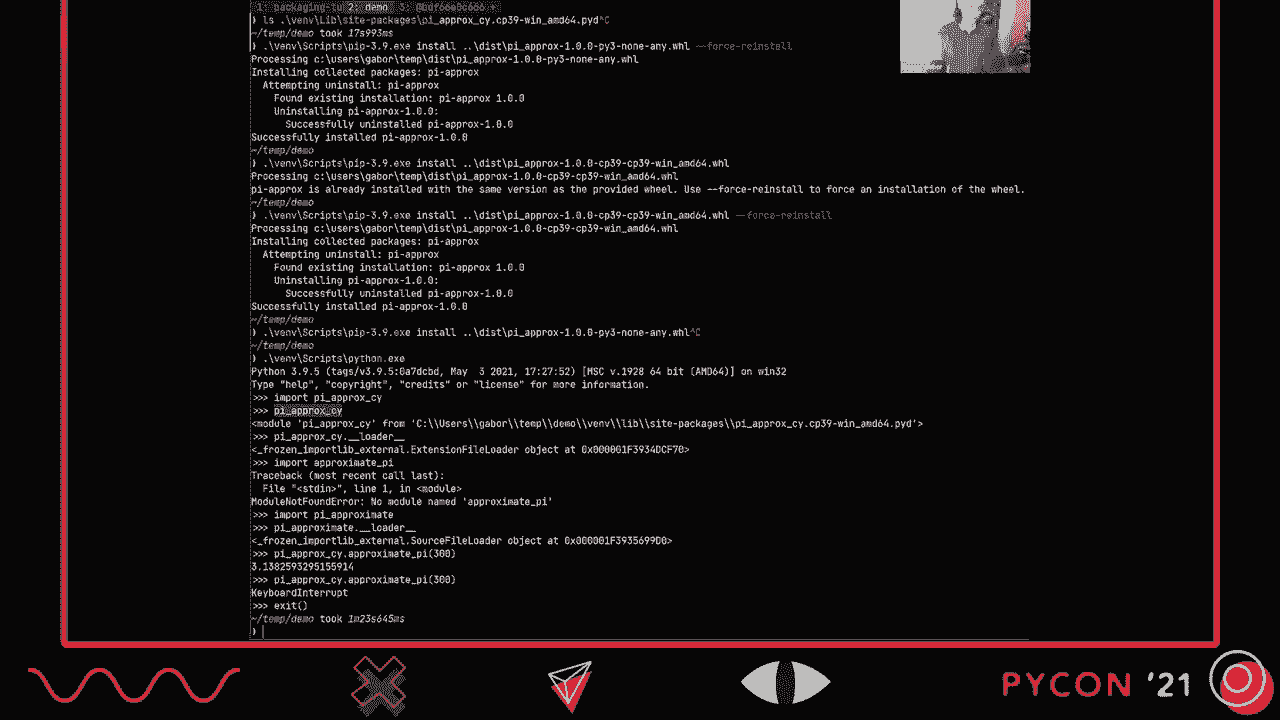 1: packaging-tu 2: demo 3:
) ls .\venv\Lib\site-packages\pi_approx_cy.cp39-win_amd64.pyd^C
~/temp/demo took 17s993ms
) .\venv\Scripts\pip-3.9.exe install ..\dist\pi_approx-1.0.0-py3-none-any.whl --force-reinstall
Processing c:\users\gabor\temp\dist\pi_approx-1.0.0-py3-none-any.whl
Installing collected packages: pi-approx
Attempting uninstall: pi-approx
Found existing installation: pi-approx 1.0.0
Uninstalling pi-approx-1.0.0:
Successfully uninstalled pi-approx-1.0.0
Successfully installed pi-approx-1.0.0
~/temp/demo
) .\venv\Scripts\pip-3.9.exe install ..\dist\pi_approx-1.0.0-cp39-cp39-win_amd64.whl
Processing c:\users\gabor\temp\dist\pi_approx-1.0.0-cp39-cp39-win_amd64.whl
pi-approx is already installed with the same version as the provided wheel. Use --force-reinstall to force an installation of the wheel.
~/temp/demo
) .\venv\Scripts\pip-3.9.exe install ..\dist\pi_approx-1.0.0-cp39-cp39-win_amd64.whl --force-reinstall
Processing c:\users\gabor\temp\dist\pi_approx-1.0.0-cp39-cp39-win_amd64.whl
Installing collected packages: pi-approx
Attempting uninstall: pi-approx
Found existing installation: pi-approx 1.0.0
Uninstalling pi-approx-1.0.0:
Successfully uninstalled pi-approx-1.0.0
Successfully installed pi-approx-1.0.0
~/temp/demo
) .\venv\Scripts\pip-3.9.exe install ..\dist\pi_approx-1.0.0-py3-none-any.whl^C
~/temp/demo
) .\venv\Scripts\python.exe
Python 3.9.5 (tags/v3.9.5:0a7dcbd, May  3 2021, 17:27:52) [MSC v.1928 64 bit (AMD64)] on win32
Type "help", "copyright", "credits" or "license" for more information.
>>> import pi_approx_cy
>>> pi_approx_cy
<module 'pi_approx_cy' from 'C:\\Users\\gabor\\temp\\demo\\venv\\lib\\site-packages\\pi_approx_cy.cp39-win_amd64.pyd'>
>>> pi_approx_cy.__loader__
<_frozen_importlib_external.ExtensionFileLoader object at 0x000001F3934DCF70>
>>> import approximate_pi
Traceback (most recent call last):
File "<stdin>", line 1, in <module>
ModuleNotFoundError: No module named 'approximate_pi'
>>> import pi_approximate
>>> pi_approximate.__loader__
<_frozen_importlib_external.SourceFileLoader object at 0x000001F3935699D0>
>>> pi_approx_cy.approximate_pi(300)
3.1382593295155914
>>> pi_approx_cy.approximate_pi(300)
KeyboardInterrupt
>>> exit()
~/temp/demo took 1m23s645ms
)
PYCON '21